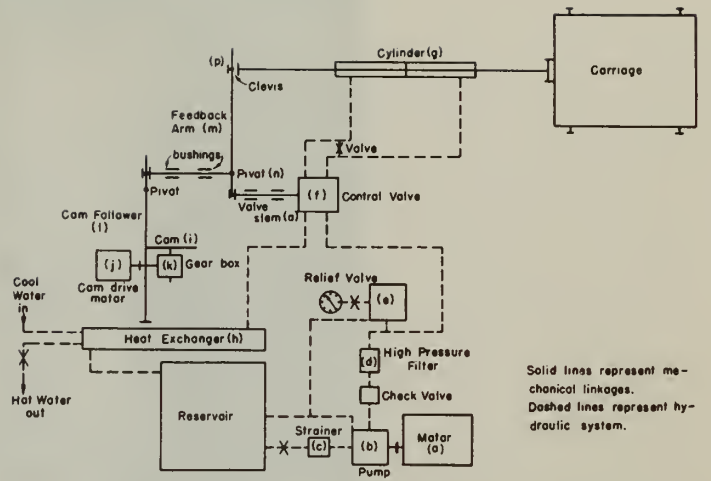 Cylinder(g)
(p)
Clevis
Carriage
Feedback
Arm (m)
bushings
Pivot (n)
Pivot
Valve
Valve
stem(a)
(f)
Control Valve
Cam Follower
(l)
Cam(i)
(j)
(k)
Gear box
Cam drive
motor
Cool
Water
in
Relief Valve
(e)
Heat Exchanger(h)
(d)
High Pressure
Filter
Hot Water
out
Reservoir
Check Valve
Strainer
(c)
(b)
Pump
Motor
(a)
Solid lines represent me-
chanical linkages.
Dashed lines represent hy-
draulic system.